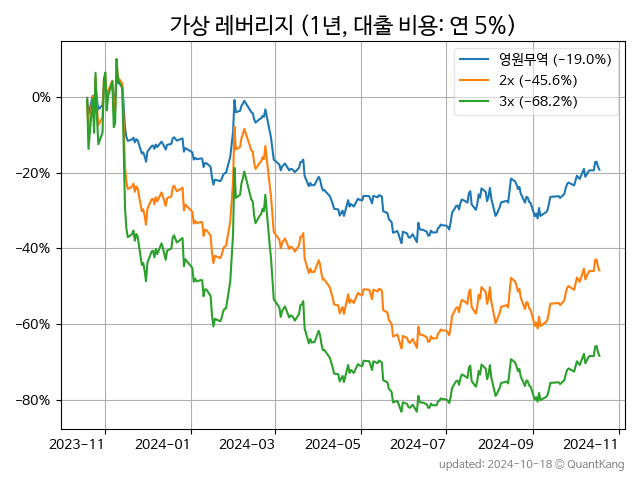 가상 레버리지 (1년, 대출 비용: 연 5%)
영원무역 (−19.0%)
2x (−45.6%)
3x (−68.2%)
0%
−20%
−40%
−60%
−80%
2023-11 2024-01 2024-03 2024-05 2024-07 2024-09 2024-11
updated: 2024-10-18 © QuantKang